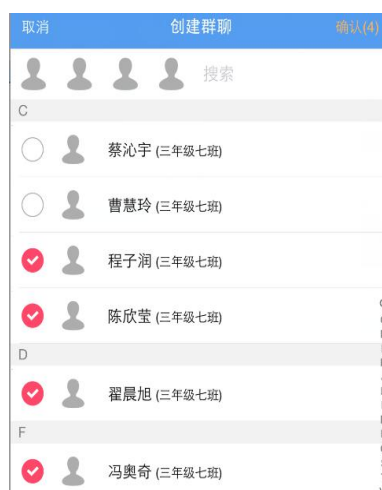 取消 创建群聊 确认(4)
搜索
C
蔡沁宇 (三年级七班)
曹慧玲 (三年级七班)
程子润 (三年级七班)
陈欣莹 (三年级七班)
D
翟晨旭 (三年级七班)
F
冯奥奇 (三年级七班)